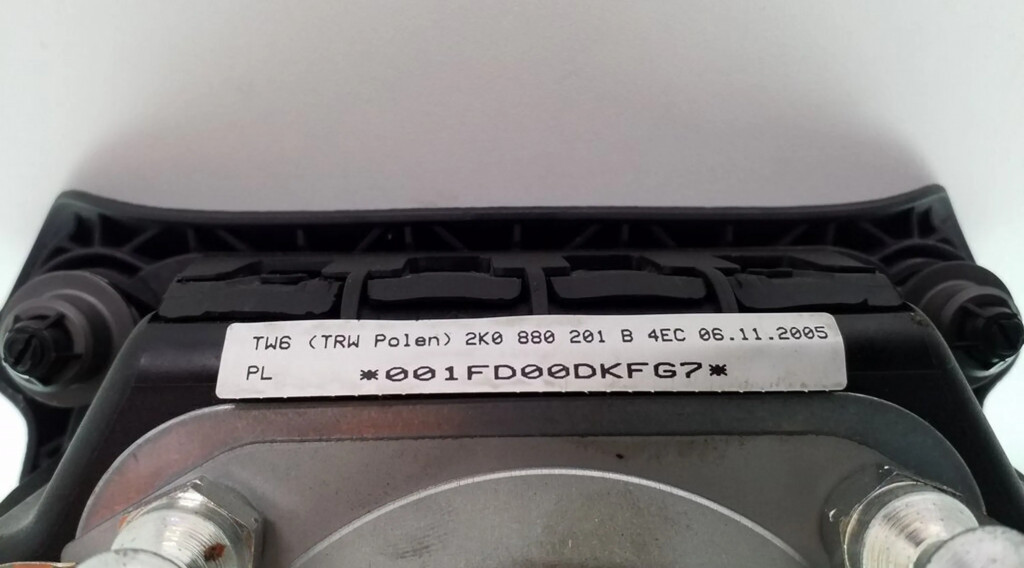 TW6 (TRW Polen) 2K0 880 201 B 4EC 06.11.2005
PL *001FD00DKFG7*